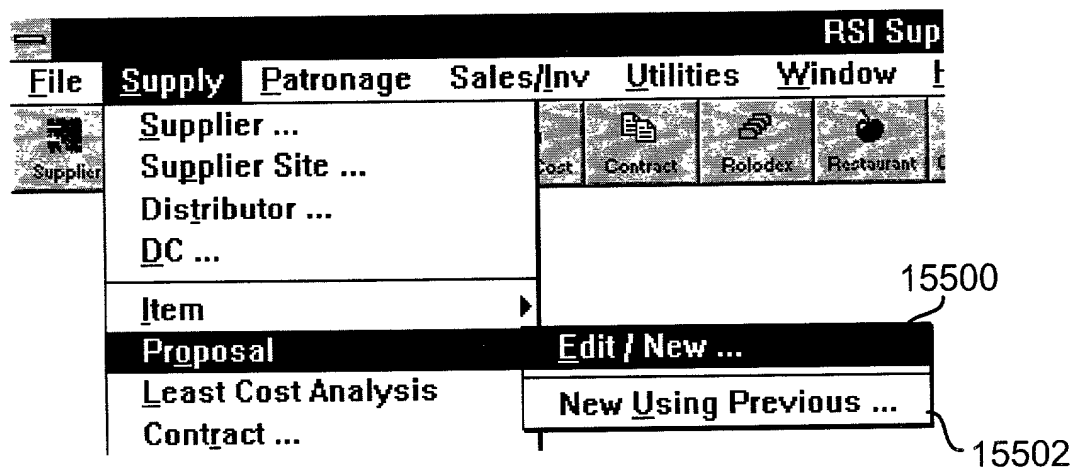 RSI Sup
File Supply Patronage Sales/Inv Utilities Window H
Supplier Cost Contract Rolodex Restaurant
Supplier ...
Supplier Site ...
Distributor ...
DC ...
Item
Proposal
Least Cost Analysis
Contract ...
15500
Edit / New ...
New Using Previous ...
15502